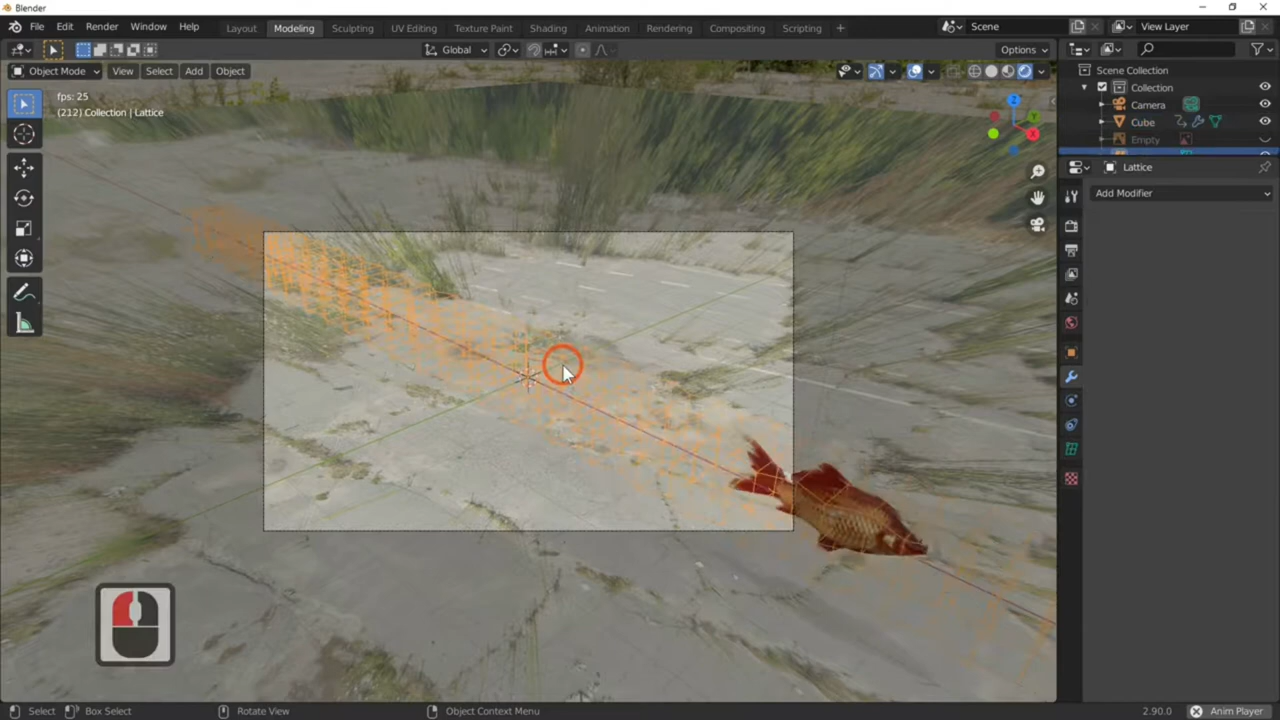 Blender
File Edit Render Window Help Layout Modeling Sculpting UV Editing Texture Paint Shading Animation Rendering Compositing Scripting + Scene View Layer
Global Options
Object Mode View Select Add Object
Scene Collection
Collection
Camera
Cube
Empty
fps: 25
(212) Collection | Lattice
Z
Y
X
Lattice
Add Modifier
Select Box Select Rotate View Object Context Menu 2.90.0 Anim Player